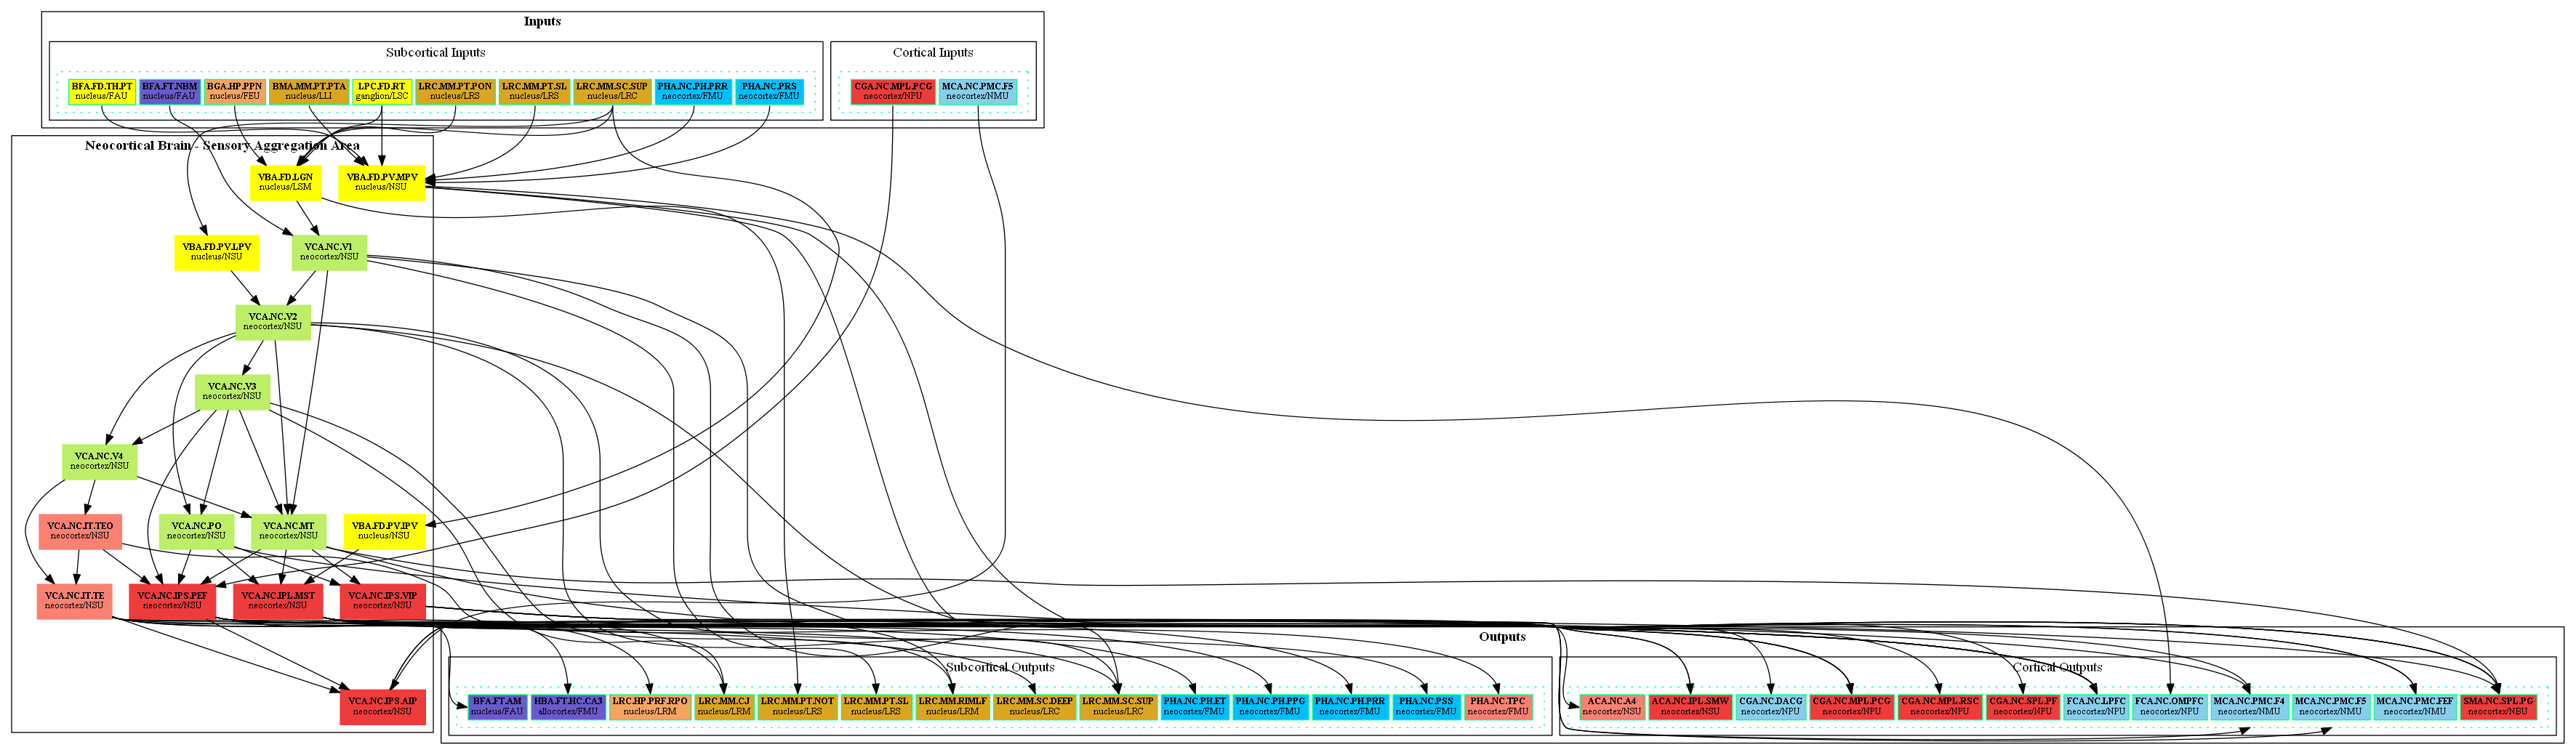 Inputs
Subcortical Inputs
Cortical Inputs
BFA.FD.TH.PT
nucleus/FAU
BFA.FT.NBM
nucleus/FAU
BGA.HP.PPN
nucleus/FEU
BMA.MM.PT.PTA
nucleus/LLI
LPC.FD.RT
ganglion/LSC
LRC.MM.PT.PON
nucleus/LRS
LRC.MM.PT.SL
nucleus/LRS
LRC.MM.SC.SUP
nucleus/LRC
PHA.NC.PH.PRR
neocortex/FMU
PHA.NC.PRS
neocortex/FMU
CGA.NC.MPL.PCG
neocortex/NPU
MCA.NC.PMC.F5
neocortex/NMU
Neocortical Brain - Sensory Aggregation Area
VBA.FD.LGN
nucleus/LSM
VBA.FD.PV.MPV
nucleus/NSU
VBA.FD.PV.LPV
nucleus/NSU
VCA.NC.V1
neocortex/NSU
VCA.NC.V2
neocortex/NSU
VCA.NC.V3
neocortex/NSU
VCA.NC.V4
neocortex/NSU
VCA.NC.IT.TEO
neocortex/NSU
VCA.NC.PO
neocortex/NSU
VCA.NC.MT
neocortex/NSU
VBA.FD.PV.IPV
nucleus/NSU
VCA.NC.IT.TE
neocortex/NSU
VCA.NC.IPS.PEF
neocortex/NSU
VCA.NC.IPL.MST
neocortex/NSU
VCA.NC.IPS.VIP
neocortex/NSU
VCA.NC.IPS.AIP
neocortex/NSU
Outputs
Subcortical Outputs
Cortical Outputs
BFA.FT.AM
nucleus/FAU
HBA.FT.HC.CA3
allocortex/FMU
LRC.HP.PRF.RPO
nucleus/LRM
LRC.MM.CJ
nucleus/LRM
LRC.MM.PT.NOT
nucleus/LRS
LRC.MM.PT.SL
nucleus/LRS
LRC.MM.RIMLF
nucleus/LRM
LRC.MM.SC.DEEP
nucleus/LRC
LRC.MM.SC.SUP
nucleus/LRC
PHA.NC.PH.ET
neocortex/FMU
PHA.NC.PH.PPG
neocortex/FMU
PHA.NC.PH.PRR
neocortex/FMU
PHA.NC.PSS
neocortex/FMU
PHA.NC.TPC
neocortex/FMU
ACA.NC.A4
neocortex/NSU
ACA.NC.IPL.SMW
neocortex/NSU
CGA.NC.DACG
neocortex/NPU
CGA.NC.MPL.PCG
neocortex/NPU
CGA.NC.MPL.RSC
neocortex/NPU
CGA.NC.SPL.PF
neocortex/NPU
FCA.NC.LPFC
neocortex/NPU
FCA.NC.OMPFC
neocortex/NPU
MCA.NC.PMC.F4
neocortex/NMU
MCA.NC.PMC.F5
neocortex/NMU
MCA.NC.PMC.FEF
neocortex/NMU
SMA.NC.SPL.PG
neocortex/NBU